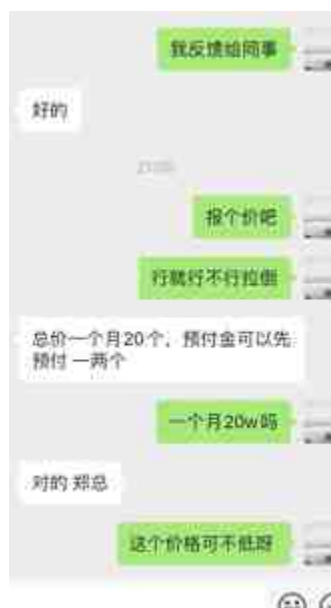 我反馈给同事
好的
报个价吧
行就行不行拉倒
总价一个月20个，预付金可以先
预付 一两个
一个月20w吗
对的 郑总
这个价格可不低呀